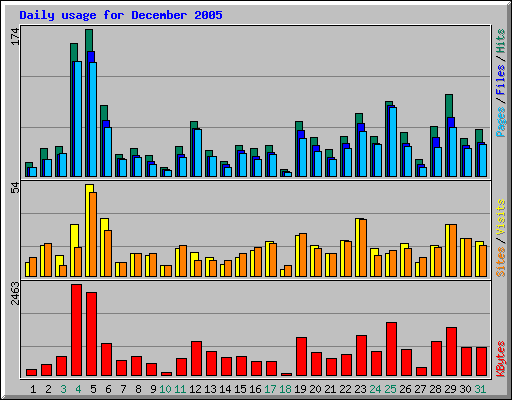 Daily usage for December 2005
174
54
2463
Pages / Files / Hits
Sites / Visits
KBytes
1 2 3 4 5 6 7 8 9 10 11 12 13 14 15 16 17 18 19 20 21 22 23 24 25 26 27 28 29 30 31